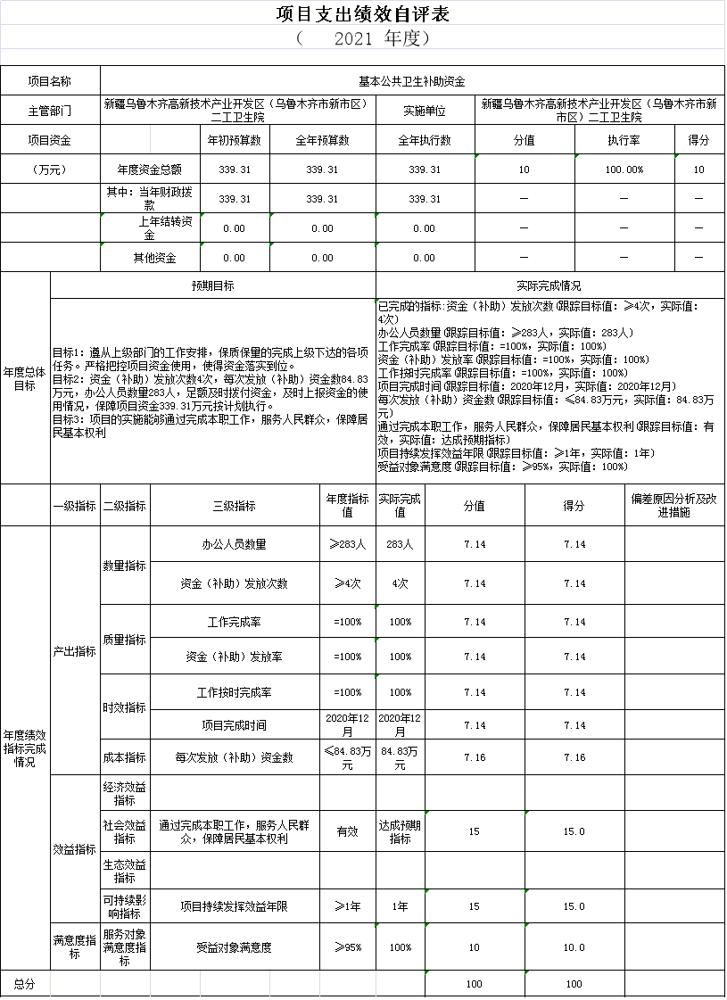 项目支出绩效自评表
（ 2021 年度）
项目名称 基本公共卫生补助资金
主管部门 新疆乌鲁木齐高新技术产业开发区（乌鲁木齐市新市区）二工卫生院 实施单位 新疆乌鲁木齐高新技术产业开发区（乌鲁木齐市新市区）二工卫生院
项目资金 年初预算数 全年预算数 全年执行数 分值 执行率 得分
（万元） 年度资金总额 339.31 339.31 339.31 10 100.00% 10
其中：当年财政拨款 339.31 339.31 339.31 — — —
上年结转资金 0.00 0.00 0.00 — — —
其他资金 0.00 0.00 0.00 — — —
年度总体目标
预期目标 实际完成情况
目标1：遵从上级部门的工作安排，保质保量的完成上级下达的各项
任务。严格把控项目资金使用，使得资金落实到位。
目标2：资金（补助）发放次数4次，每次发放（补助）资金数84.83
万元，办公人员数量283人，足额及时拨付资金，及时上报资金的使
用情况，保障项目资金339.31万元按计划执行。
目标3：项目的实施能够通过完成本职工作，服务人民群众，保障居
民基本权利
已完成的指标:资金（补助）发放次数(跟踪目标值：≥4次，实际值：
4次)
办公人员数量(跟踪目标值：≥283人，实际值：283人)
工作完成率(跟踪目标值：=100%，实际值：100%)
资金（补助）发放率(跟踪目标值：=100%，实际值：100%)
工作按时完成率(跟踪目标值：=100%，实际值：100%)
项目完成时间(跟踪目标值：2020年12月，实际值：2020年12月)
每次发放（补助）资金数(跟踪目标值：≤84.83万元，实际值：84.83万
元)
通过完成本职工作，服务人民群众，保障居民基本权利(跟踪目标值：有
效，实际值：达成预期指标)
项目持续发挥效益年限(跟踪目标值：≥1年，实际值：1年)
受益对象满意度(跟踪目标值：≥95%，实际值：100%)
一级指标 二级指标 三级指标 年度指标值 实际完成值 分值 得分 偏差原因分析及改进措施
年度绩效指标完成情况
产出指标
数量指标 办公人员数量 ≥283人 283人 7.14 7.14
资金（补助）发放次数 ≥4次 4次 7.14 7.14
质量指标 工作完成率 =100% 100% 7.14 7.14
资金（补助）发放率 =100% 100% 7.14 7.14
时效指标 工作按时完成率 =100% 100% 7.14 7.14
项目完成时间 2020年12月 2020年12月 7.14 7.14
成本指标 每次发放（补助）资金数 ≤84.83万元 84.83万元 7.16 7.16
效益指标
经济效益指标
社会效益指标 通过完成本职工作，服务人民群众，保障居民基本权利 有效 达成预期指标 15 15.0
生态效益指标
可持续影响指标 项目持续发挥效益年限 ≥1年 1年 15 15.0
满意度指标 服务对象满意度指标 受益对象满意度 ≥95% 100% 10 10.0
总分 100 100